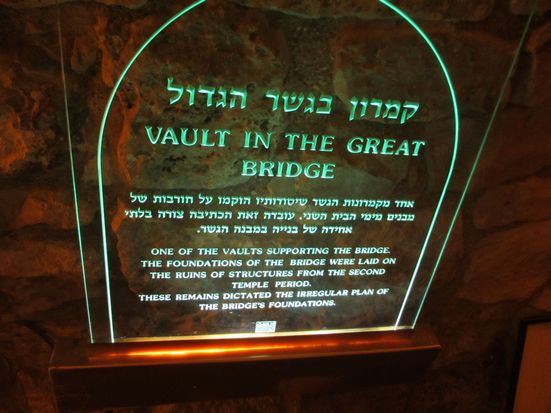 קמרון בגשר הגדול
VAULT IN THE GREAT
BRIDGE
אחד מקמרונות הגשר שיסודותיו הוקמו על חורבות של
מבנים מימי הבית השני. עובדה זאת הכתיבה צורה בלתי
אחידה של בנייה במבנה הגשר.
ONE OF THE VAULTS SUPPORTING THE BRIDGE.
THE FOUNDATIONS OF THE BRIDGE WERE LAID ON
THE RUINS OF STRUCTURES FROM THE SECOND
TEMPLE PERIOD.
THESE REMAINS DICTATED THE IRREGULAR PLAN OF
THE BRIDGE'S FOUNDATIONS.